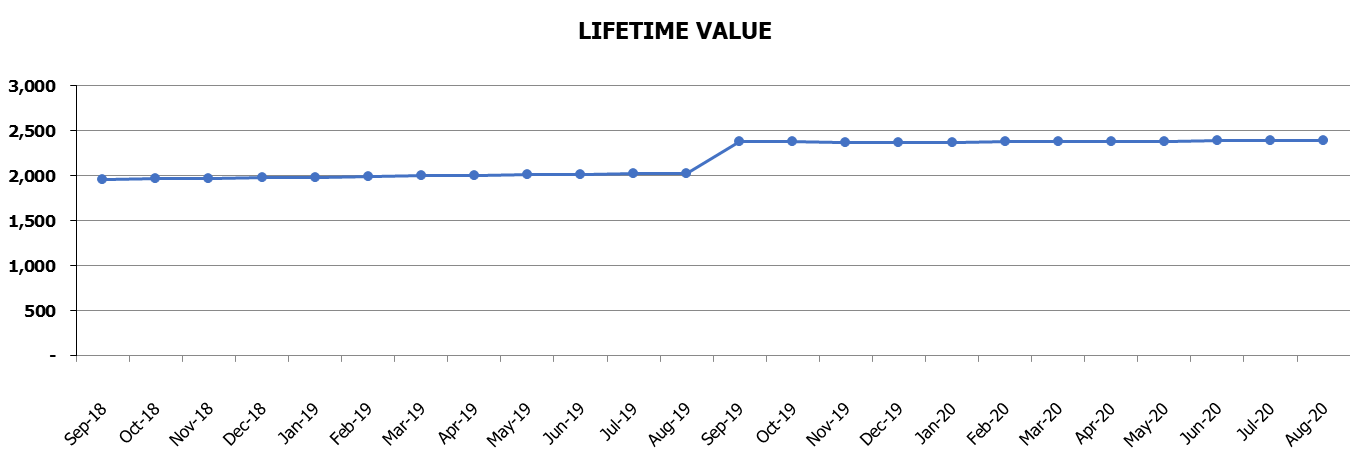 LIFETIME VALUE
3,000
2,500
2,000
1,500
1,000
500
-
Sep-18
Oct-18
Nov-18
Dec-18
Jan-19
Feb-19
Mar-19
Apr-19
May-19
Jun-19
Jul-19
Aug-19
Sep-19
Oct-19
Nov-19
Dec-19
Jan-20
Feb-20
Mar-20
Apr-20
May-20
Jun-20
Jul-20
Aug-20